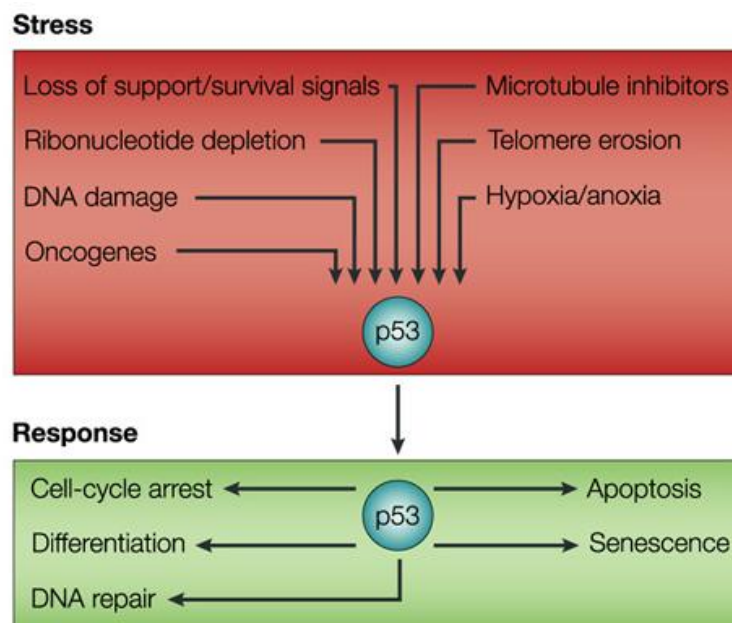 Stress
Loss of support/survival signals
Microtubule inhibitors
Ribonucleotide depletion
Telomere erosion
DNA damage
Hypoxia/anoxia
Oncogenes
p53
Response
Cell-cycle arrest
p53
Apoptosis
Differentiation
Senescence
DNA repair